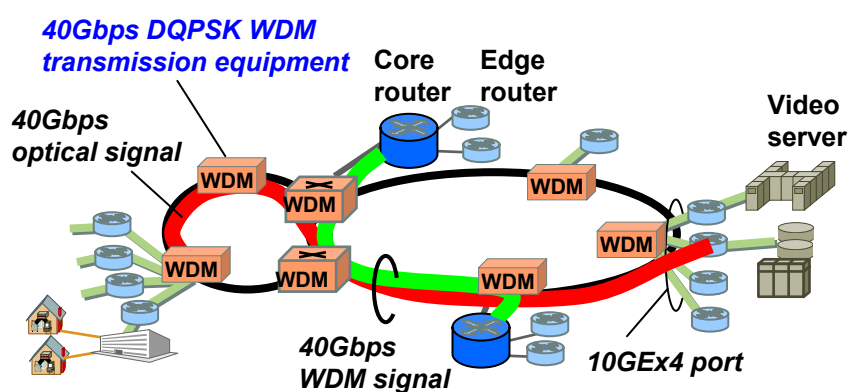 40Gbps DQPSK WDM
transmission equipment
Core
router
Edge
router
Video
server
40Gbps
optical signal
WDM
WDM
WDM
WDM
WDM
WDM
WDM
40Gbps
WDM signal
10GEx4 port